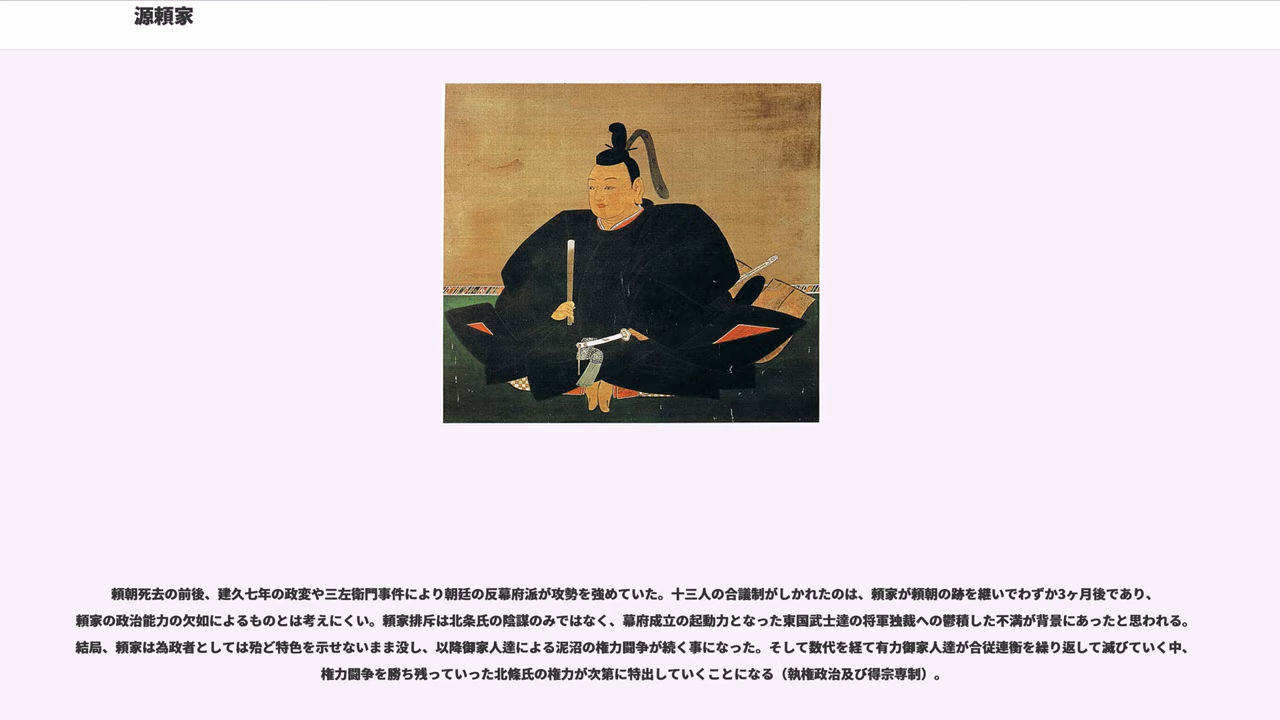 源頼家
頼朝死去の前後、建久七年の政変や三左衛門事件により朝廷の反幕府派が攻勢を強めていた。十三人の合議制がしかれたのは、頼家が頼朝の跡を継いでわずか3ヶ月後であり、
頼家の政治能力の欠如によるものとは考えにくい。頼家排斥は北条氏の陰謀のみではなく、幕府成立の起動力となった東国武士達の将軍独裁への鬱積した不満が背景にあったと思われる。
結局、頼家は為政者としては殆ど特色を示せないまま没し、以降御家人達による泥沼の権力闘争が続く事になった。そして数代を経て有力御家人達が合従連衡を繰り返して滅びていく中、
権力闘争を勝ち残っていった北條氏の権力が次第に特出していくことになる（執権政治及び得宗専制）。